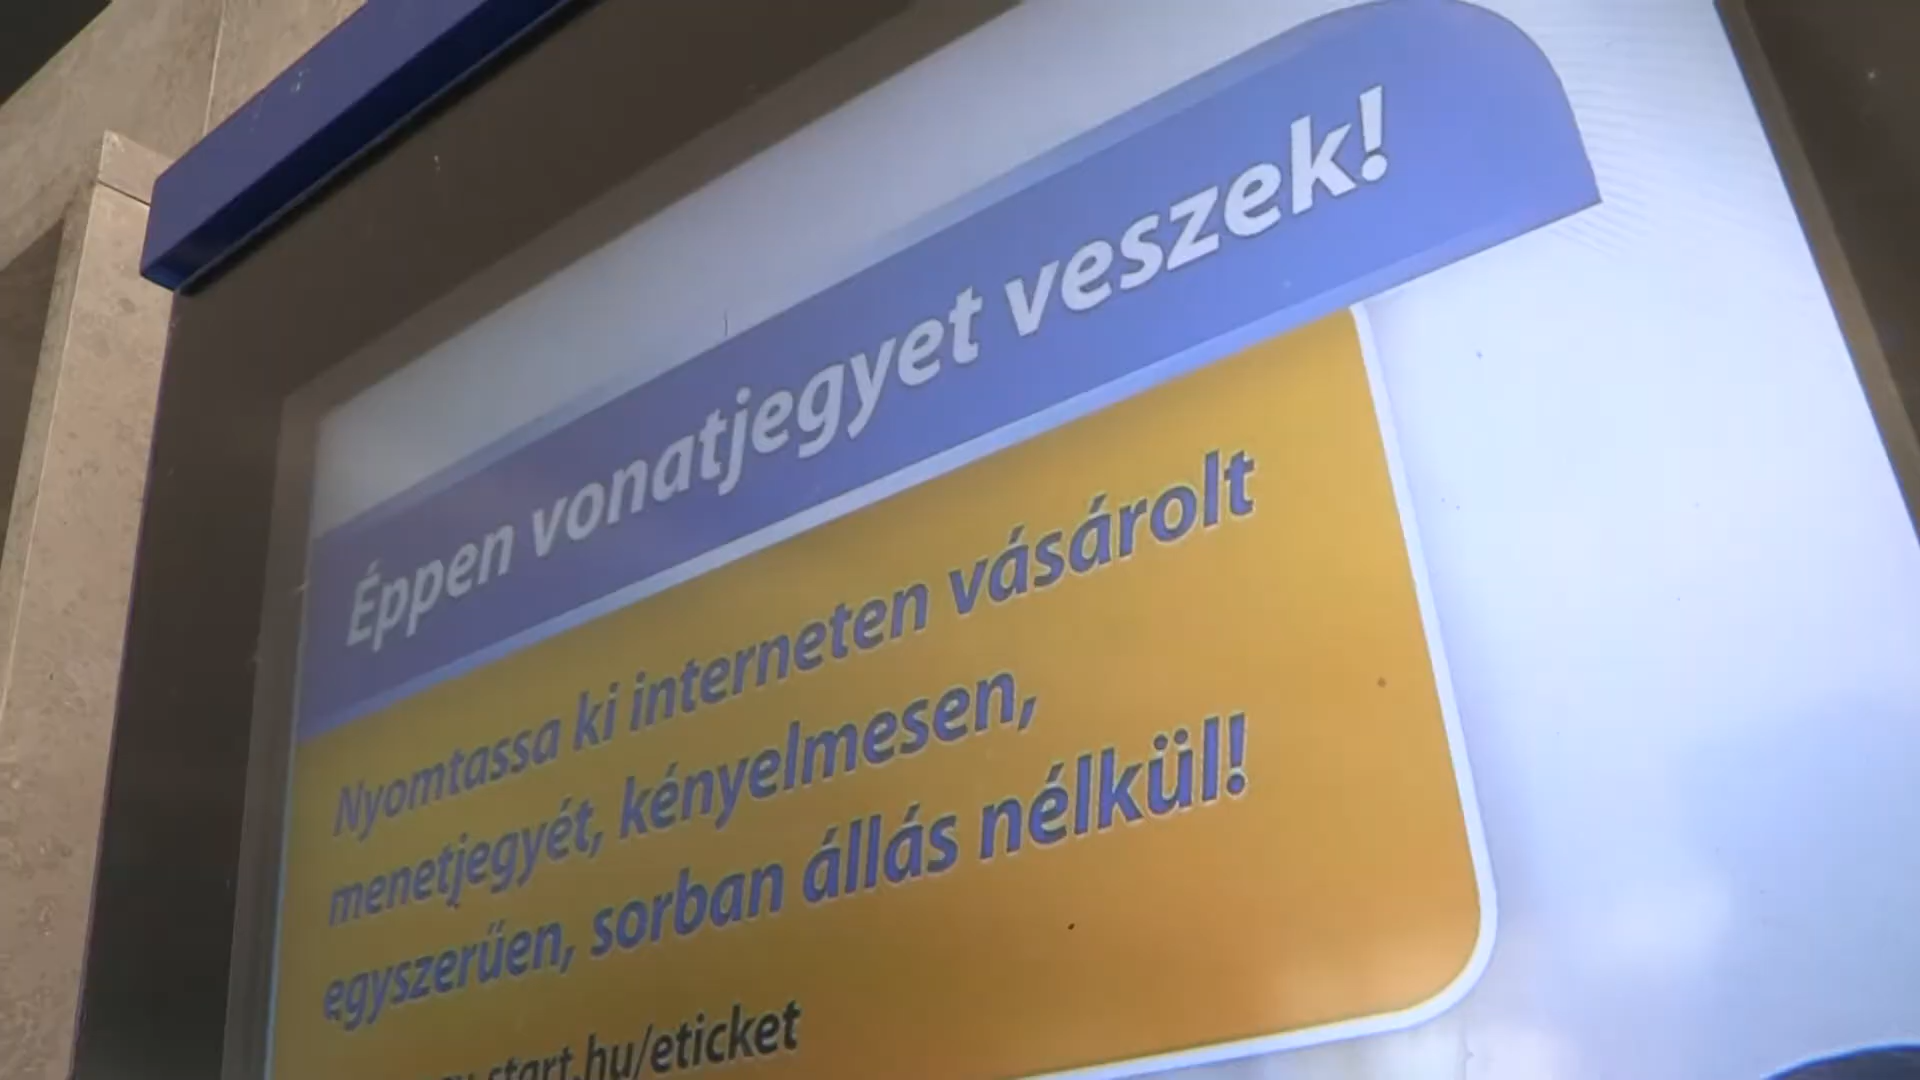 Éppen vonatjegyet veszek!
Nyomtassa ki interneten vásárolt
menetjegyét, kényelmesen,
egyszerűen, sorban állás nélkül!
start.hu/eticket